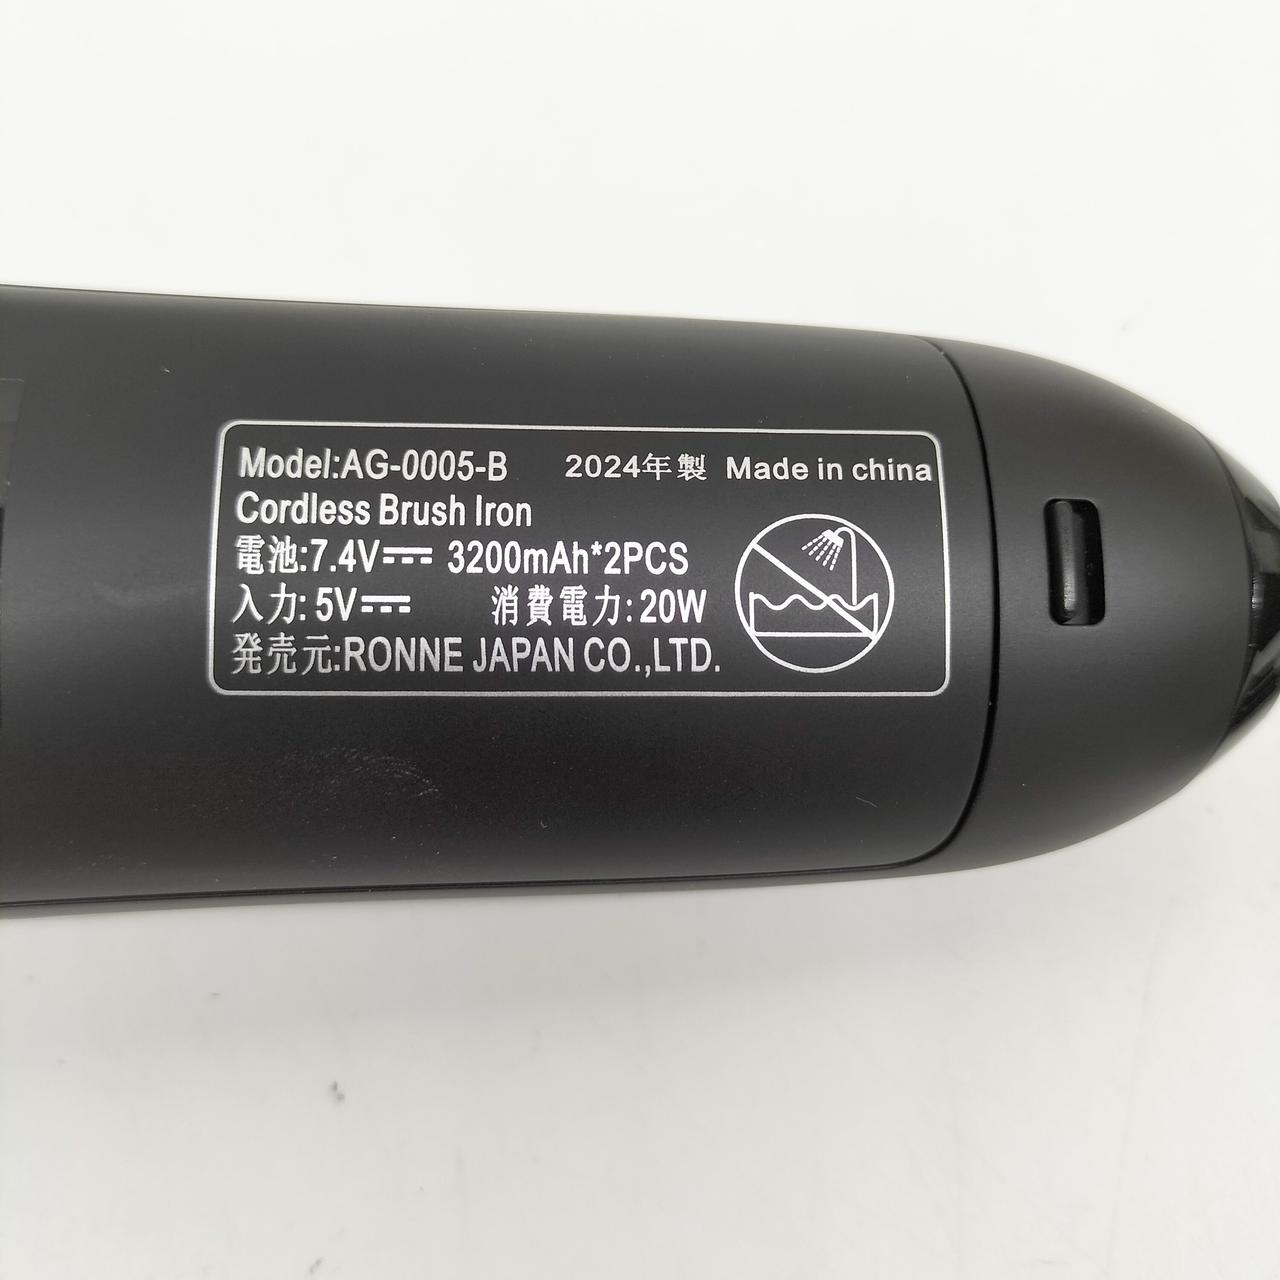 Model:AG-0005-B 2024年製 Made in china
Cordless Brush Iron
電池:7.4V⎓ 3200mAh*2PCS
入力:5V⎓ 消費電力:20W
発売元:RONNE JAPAN CO.,LTD.